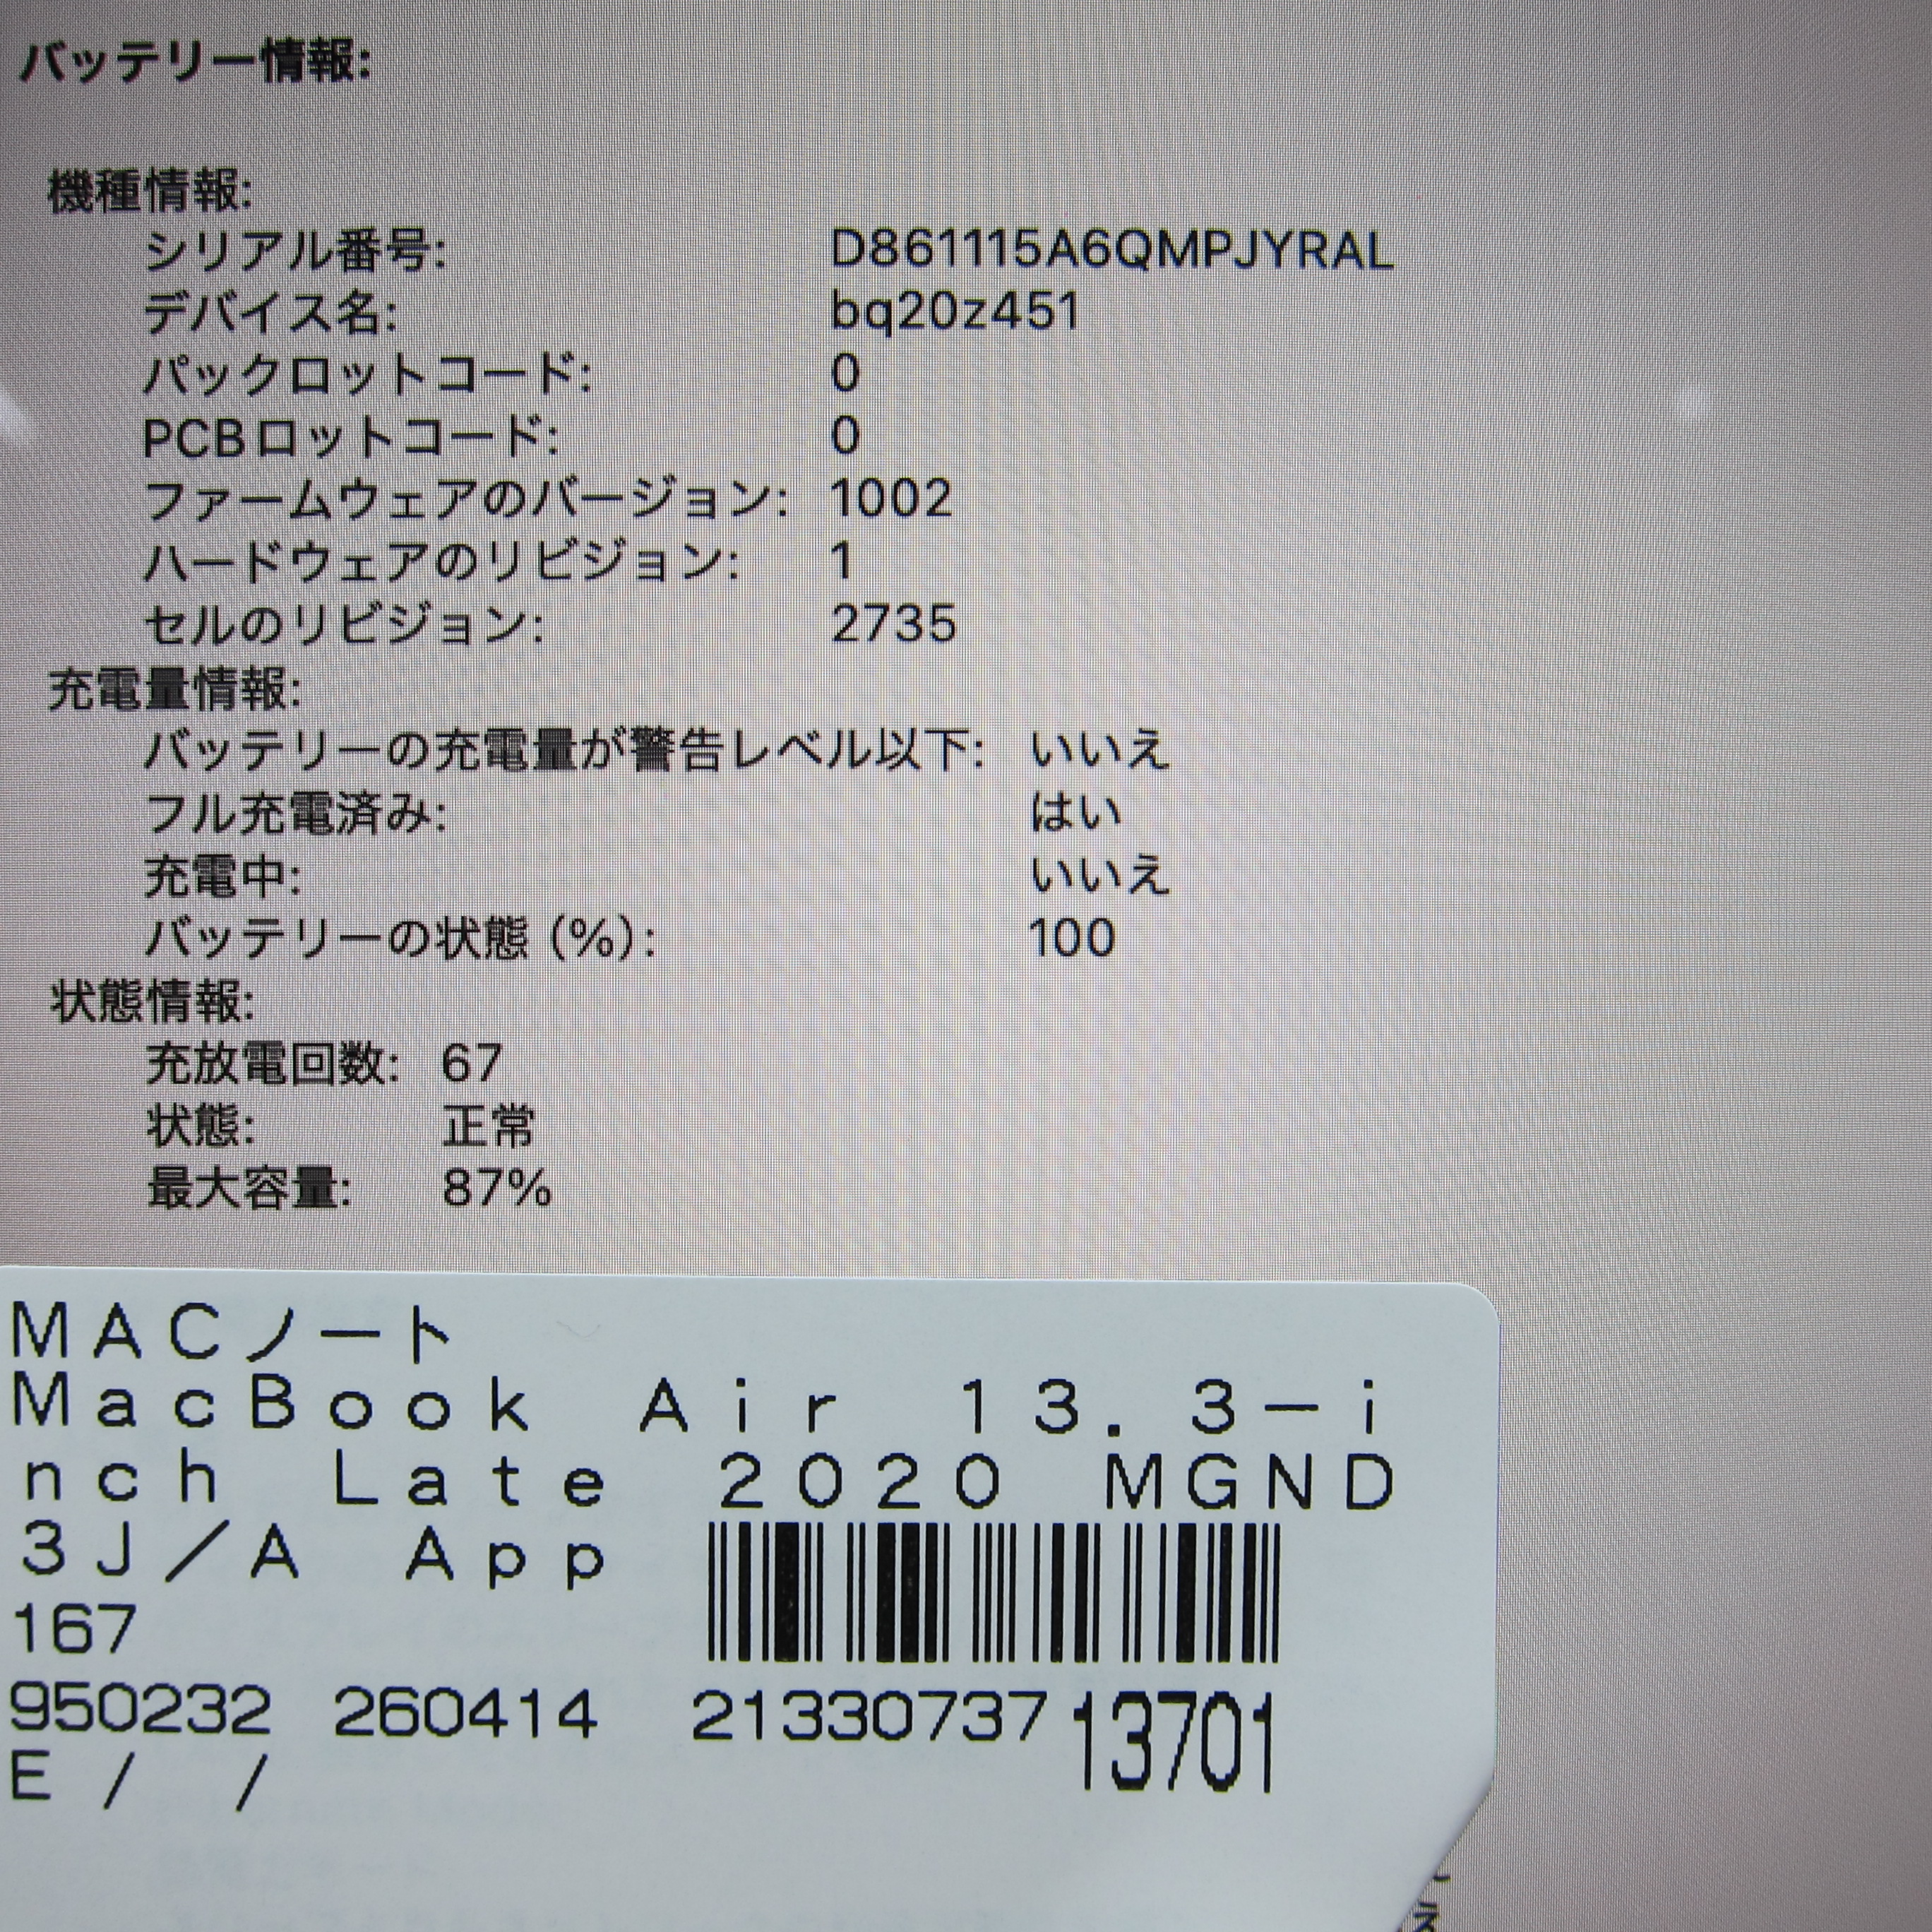 バッテリー情報:
機種情報:
シリアル番号: D861115A6QMPJYRAL
デバイス名: bq20z451
パックロットコード: 0
PCBロットコード: 0
ファームウェアのバージョン: 1002
ハードウェアのリビジョン: 1
セルのリビジョン: 2735
充電量情報:
バッテリーの充電量が警告レベル以下: いいえ
フル充電済み: はい
充電中: いいえ
バッテリーの状態 (%): 100
状態情報:
充放電回数: 67
状態: 正常
最大容量: 87%
MACノート
MacBook Air 13.3-i
nch Late 2020 MGND
3J/A App
167
950232 260414 21330737 13701
E / /